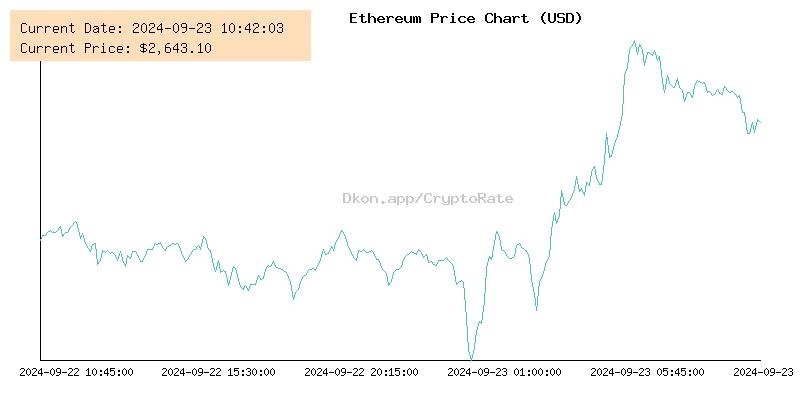 Ethereum Price Chart (USD)
Current Date: 2024-09-23 10:42:03
Current Price: $2,643.10
Dkon.app/CryptoRate
2024-09-22 10:45:00
2024-09-22 15:30:00
2024-09-22 20:15:00
2024-09-23 01:00:00
2024-09-23 05:45:00
2024-09-23